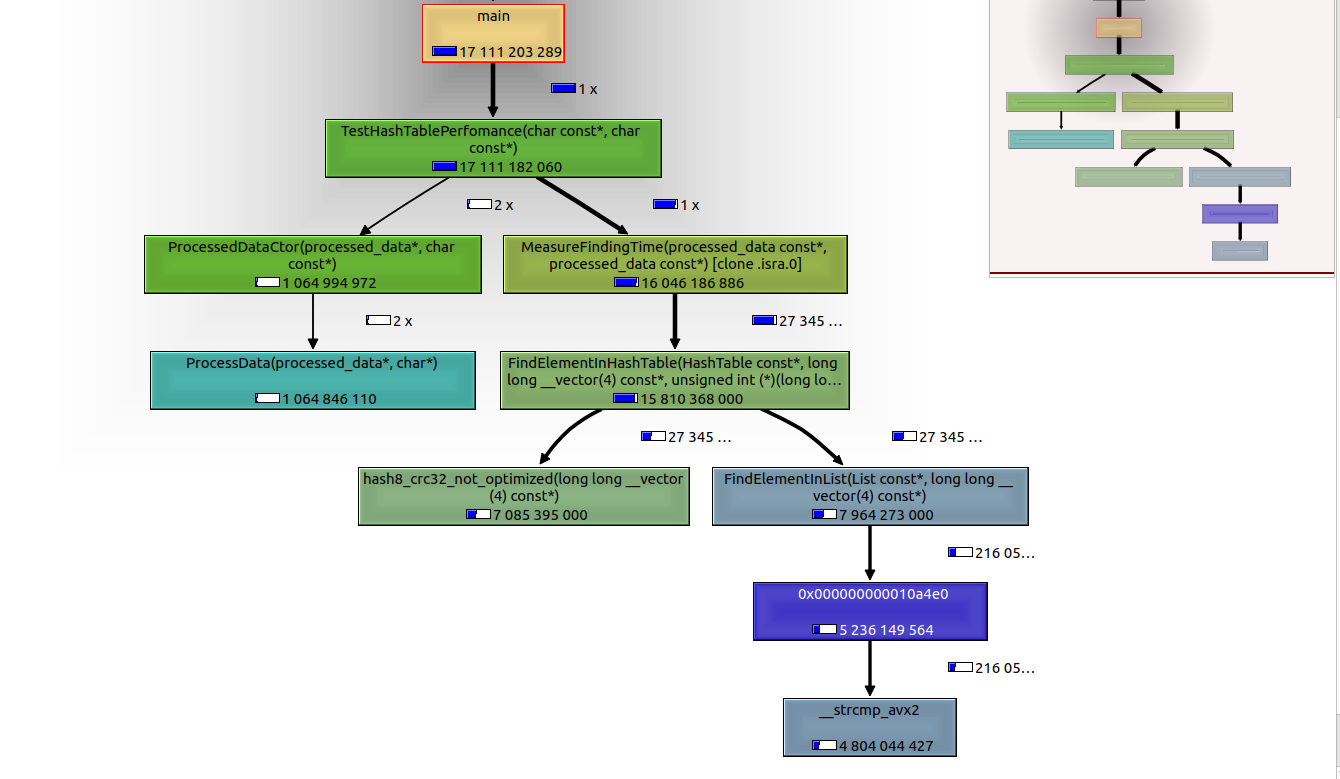 main
17 111 203 289
1 x
TestHashTablePerfomance(char const*, char
const*)
17 111 182 060
2 x
1 x
ProcessedDataCtor(processed_data*, char
const*)
1 064 994 972
MeasureFindingTime(processed_data const*,
processed_data const*) [clone .isra.0]
16 046 186 886
2 x
27 345 ...
ProcessData(processed_data*, char*)
1 064 846 110
FindElementInHashTable(HashTable const*, long
long __vector(4) const*, unsigned int (*)(long lo...
15 810 368 000
27 345 ...
27 345 ...
hash8_crc32_not_optimized(long long __vector
(4) const*)
7 085 395 000
FindElementInList(List const*, long long __
vector(4) const*)
7 964 273 000
216 05...
0x000000000010a4e0
5 236 149 564
216 05...
__strcmp_avx2
4 804 044 427